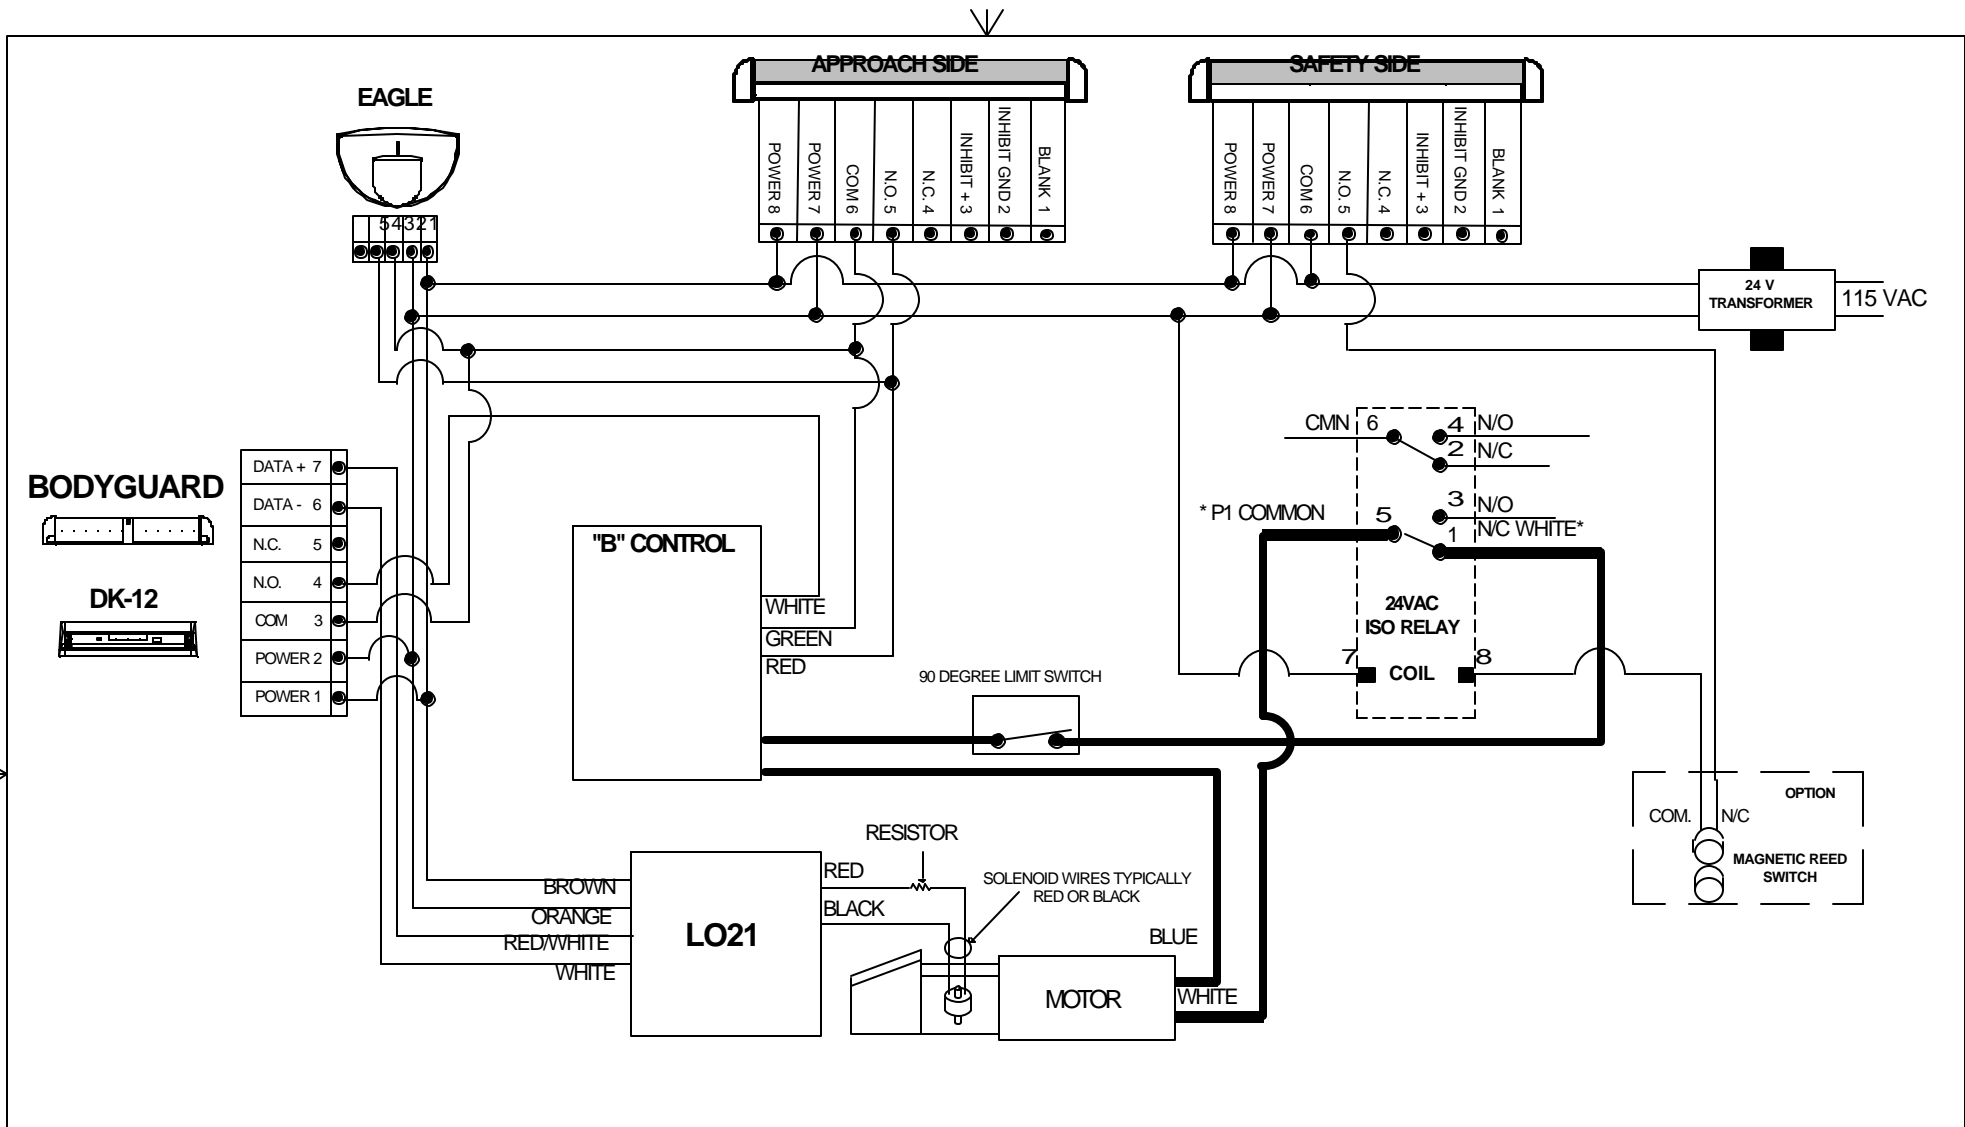 APPROACH SIDE
SAFETY SIDE
EAGLE
POWER 8
POWER 7
COM 6
N.O. 5
N.C. 4
INHIBIT + 3
INHIBIT GND 2
BLANK 1
POWER 8
POWER 7
COM 6
N.O. 5
N.C. 4
INHIBIT + 3
INHIBIT GND 2
BLANK 1
54321
24 V
TRANSFORMER
115 VAC
CMN 6
4 N/O
2 N/C
3 N/O
* P1 COMMON 5
1 N/C WHITE*
24VAC
ISO RELAY
7 COIL 8
BODYGUARD
DK-12
DATA + 7
DATA - 6
N.C. 5
N.O. 4
COM 3
POWER 2
POWER 1
"B" CONTROL
WHITE
GREEN
RED
90 DEGREE LIMIT SWITCH
OPTION
COM. N/C
MAGNETIC REED
SWITCH
RESISTOR
SOLENOID WIRES TYPICALLY
RED OR BLACK
BROWN
ORANGE
RED/WHITE
WHITE
LO21
RED
BLACK
BLUE
MOTOR
WHITE